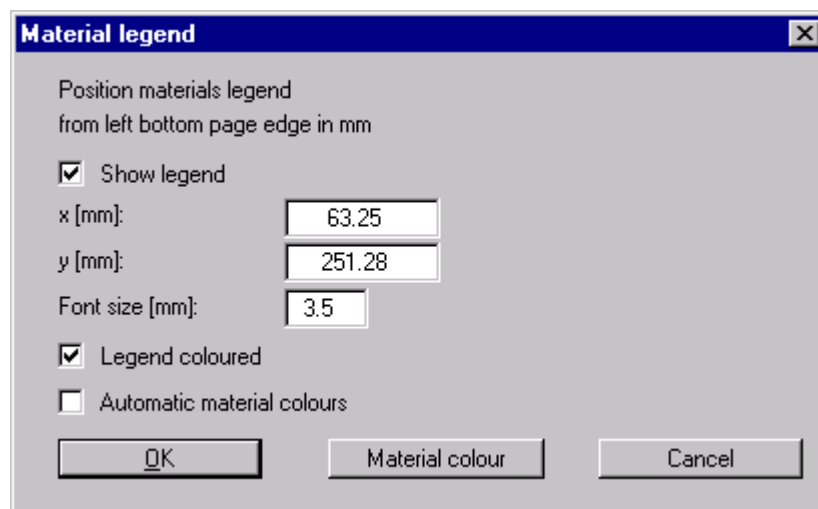 Material legend
Position materials legend
from left bottom page edge in mm
Show legend
x [mm]: 63.25
y [mm]: 251.28
Font size [mm]: 3.5
Legend coloured
Automatic material colours
OK Material colour Cancel